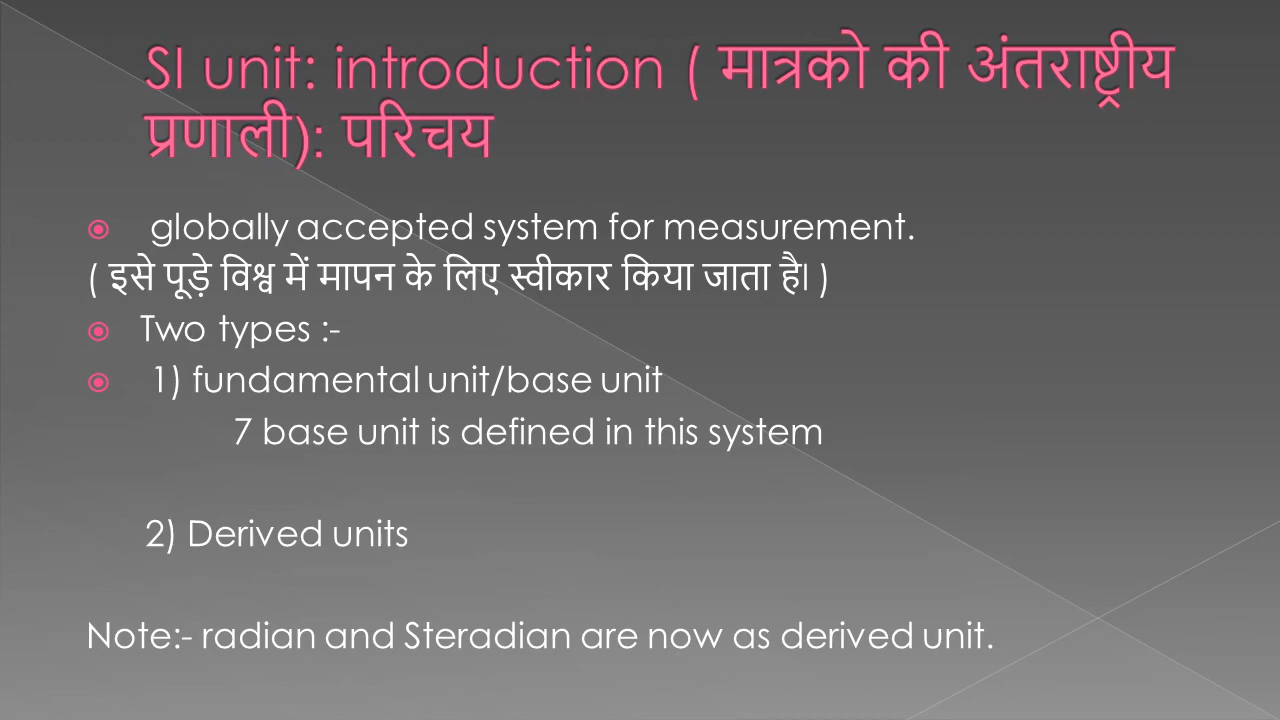 SI unit: introduction ( मात्रको की अंतराष्ट्रीय
प्रणाली): परिचय
globally accepted system for measurement.
( इसे पूड़े विश्व में मापन के लिए स्वीकार किया जाता है। )
Two types :-
1) fundamental unit/base unit
7 base unit is defined in this system
2) Derived units
Note:- radian and Steradian are now as derived unit.